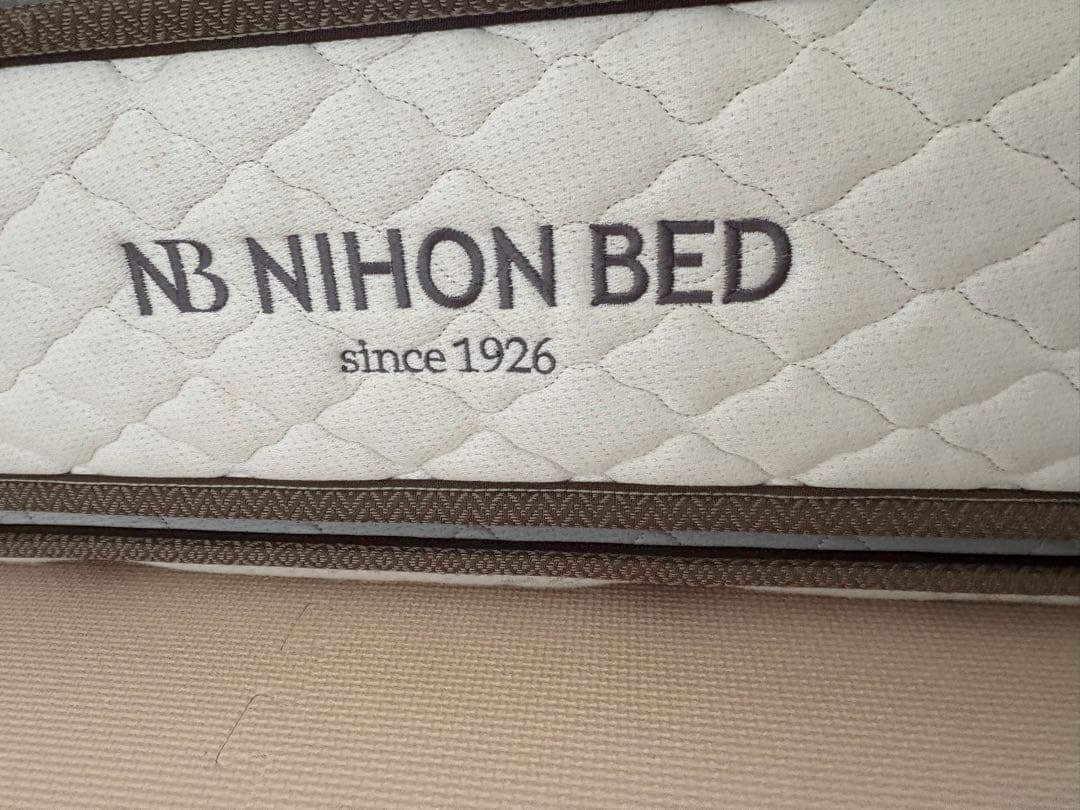 NB NIHON BED
since 1926